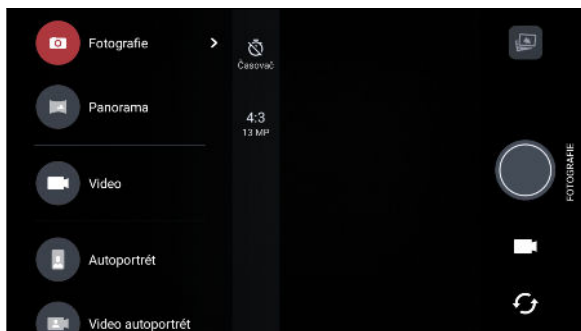 Fotografie
Panorama
Video
Autoportrét
Video autoportrét
Časovač
4:3
13 MP
FOTOGRAFIE